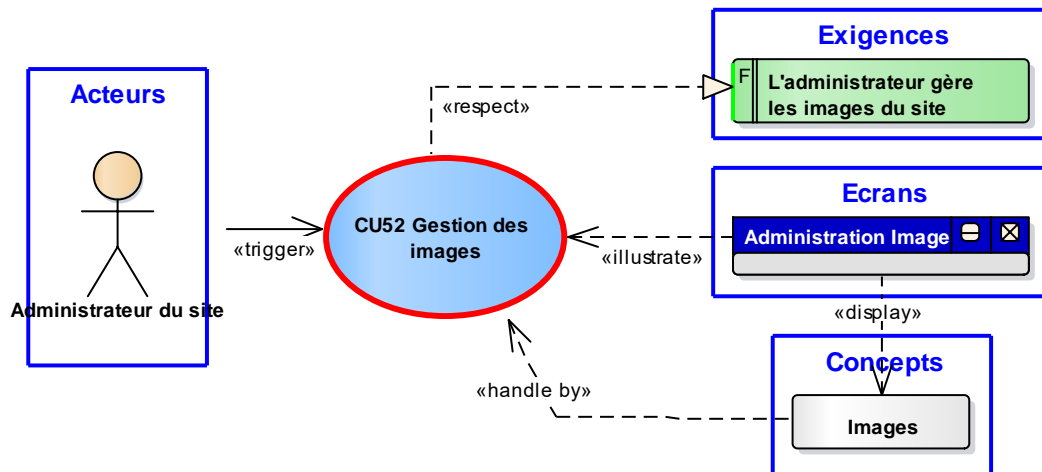 Exigences
F
L'administrateur gère
les images du site
Acteurs
«respect»
Ecrans
CU52 Gestion des
images
Administration Image
«trigger»
«illustrate»
Administrateur du site
«display»
Concepts
«handle by»
Images